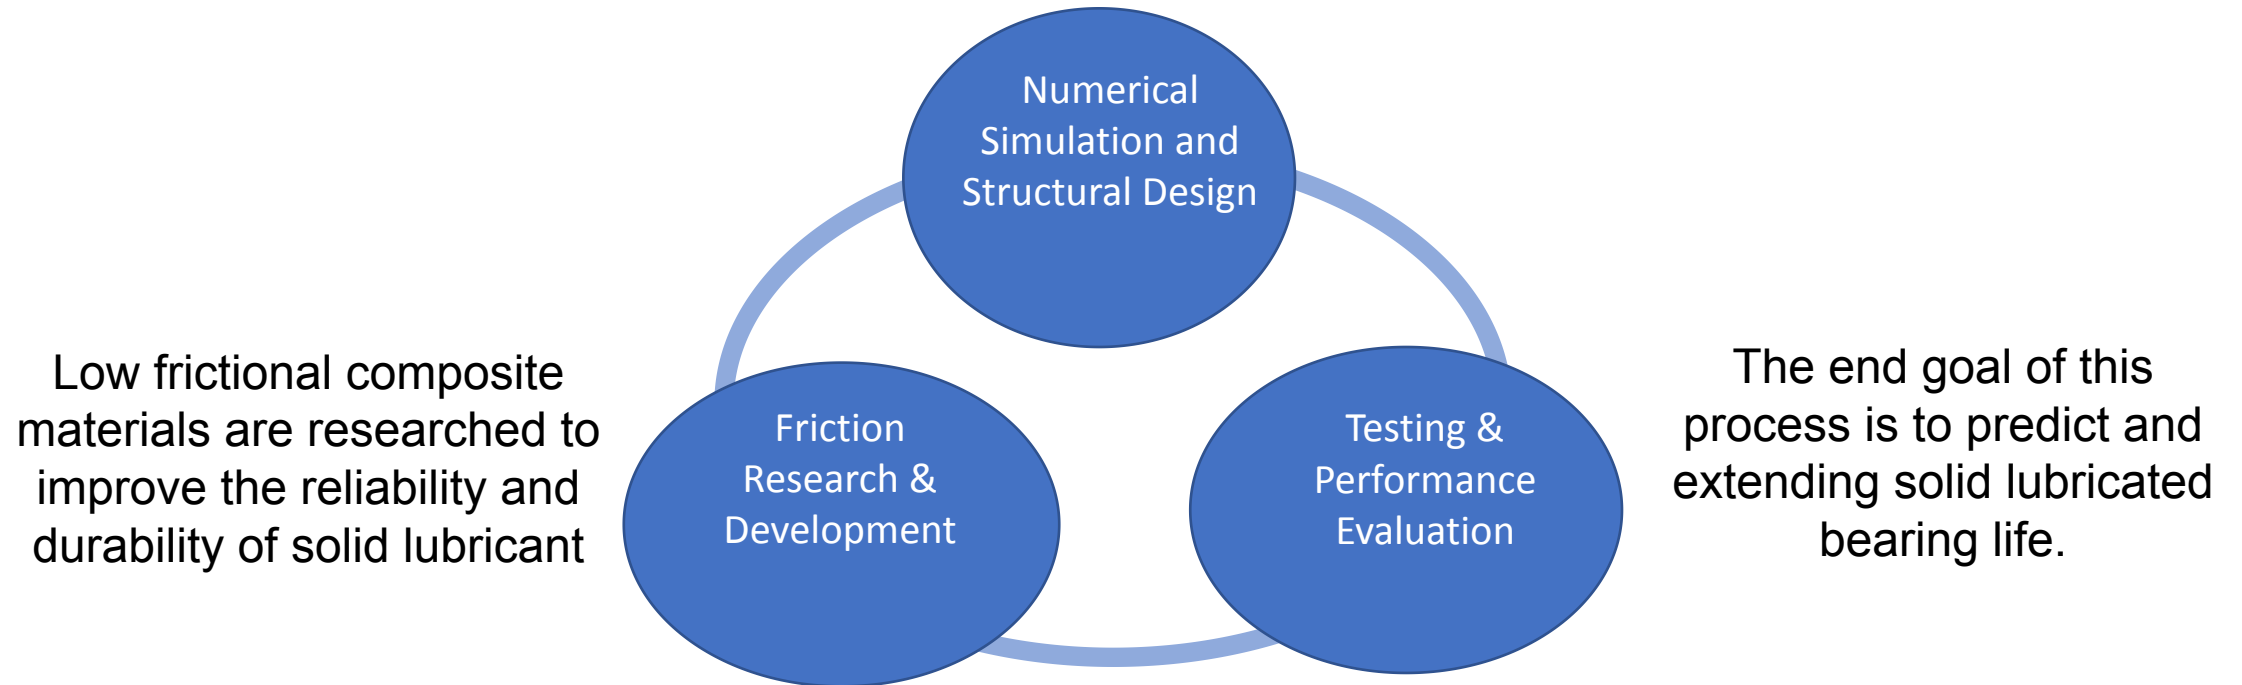 Numerical
Simulation and
Structural Design
Low frictional composite
materials are researched to
improve the reliability and
durability of solid lubricant
Friction
Research &
Development
Testing &
Performance
Evaluation
The end goal of this
process is to predict and
extending solid lubricated
bearing life.